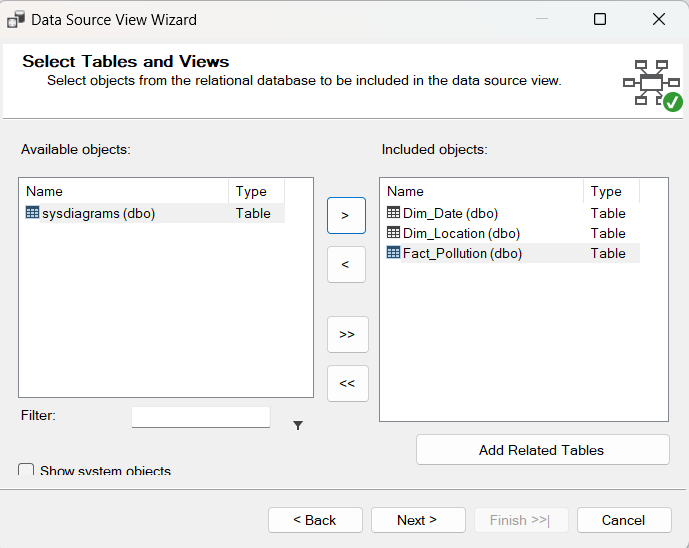 Data Source View Wizard
Select Tables and Views
Select objects from the relational database to be included in the data source view.
Available objects:
Name Type
sysdiagrams (dbo) Table
>
<
>>
<<
Included objects:
Name Type
Dim_Date (dbo) Table
Dim_Location (dbo) Table
Fact_Pollution (dbo) Table
Filter:
Add Related Tables
Show system objects
< Back Next > Finish >>| Cancel